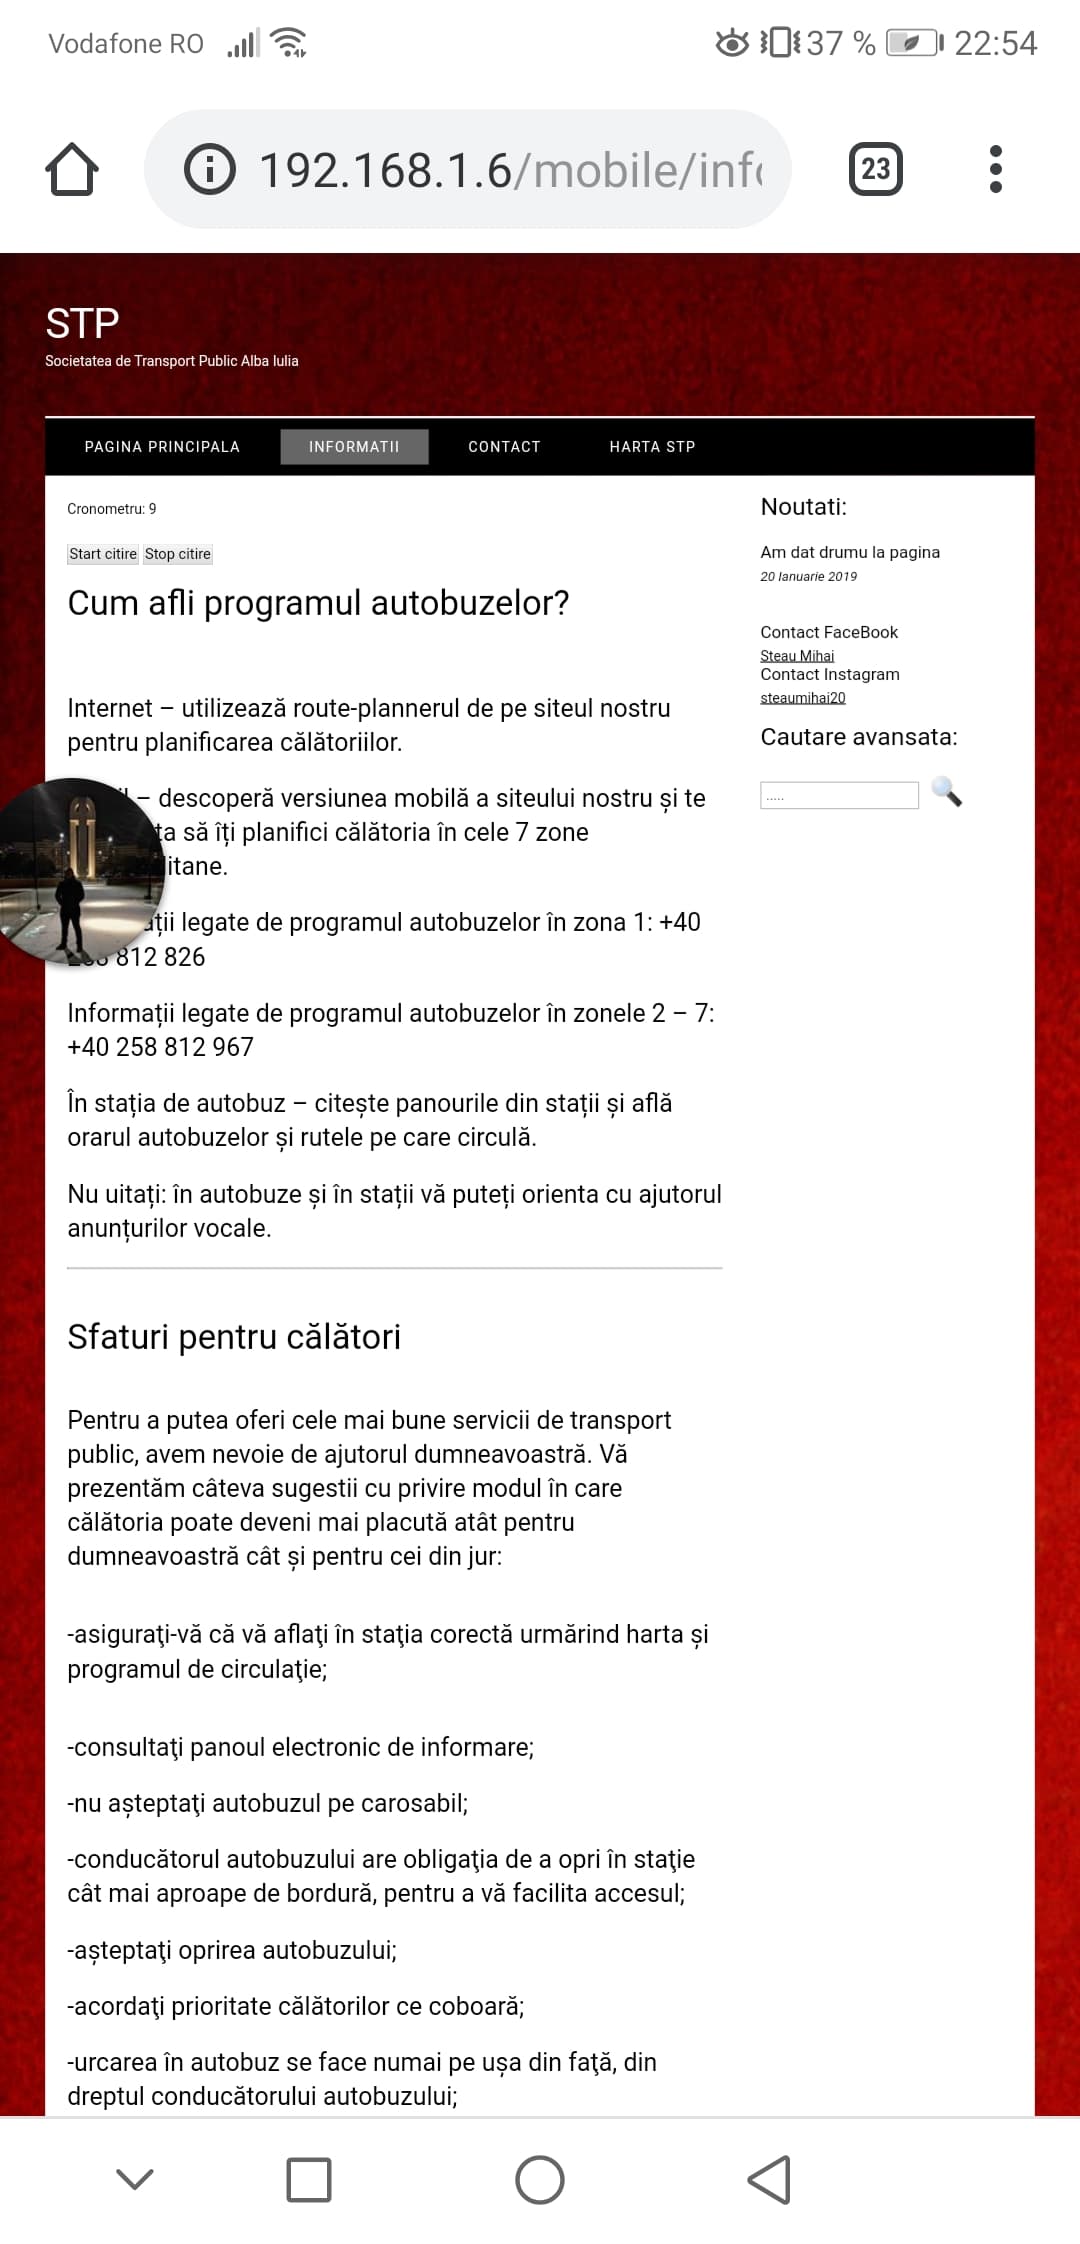 Vodafone RO 37 % 22:54
192.168.1.6/mobile/inf
23
STP
Societatea de Transport Public Alba Iulia
PAGINA PRINCIPALA INFORMATII CONTACT HARTA STP
Cronometru: 9
Start citire Stop citire
Cum afli programul autobuzelor?
Internet – utilizează route-plannerul de pe siteul nostru
pentru planificarea călătoriilor.
– descoperă versiunea mobilă a siteului nostru și te
să îți planifici călătoria în cele 7 zone
legate de programul autobuzelor în zona 1: +40
812 826
Informații legate de programul autobuzelor în zonele 2 – 7:
+40 258 812 967
În stația de autobuz – citește panourile din stații și află
orarul autobuzelor și rutele pe care circulă.
Nu uitați: în autobuze și în stații vă puteți orienta cu ajutorul
anunțurilor vocale.
Sfaturi pentru călători
Pentru a putea oferi cele mai bune servicii de transport
public, avem nevoie de ajutorul dumneavoastră. Vă
prezentăm câteva sugestii cu privire modul în care
călătoria poate deveni mai placută atât pentru
dumneavoastră cât și pentru cei din jur:
-asiguraţi-vă că vă aflaţi în staţia corectă urmărind harta și
programul de circulaţie;
-consultaţi panoul electronic de informare;
-nu așteptaţi autobuzul pe carosabil;
-conducătorul autobuzului are obligaţia de a opri în staţie
cât mai aproape de bordură, pentru a vă facilita accesul;
-așteptaţi oprirea autobuzului;
-acordaţi prioritate călătorilor ce coboară;
-urcarea în autobuz se face numai pe ușa din faţă, din
dreptul conducătorului autobuzului;
Noutati:
Am dat drumu la pagina
20 Ianuarie 2019
Contact FaceBook
Steau Mihai
Contact Instagram
steaumihai20
Cautare avansata:
.....